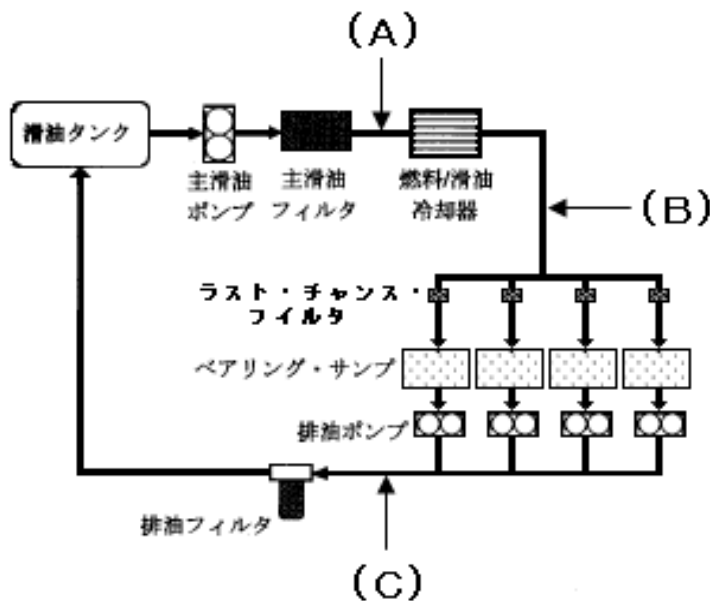 (A)
滑油タンク
主滑油
ポンプ
主滑油
フィルタ
燃料/滑油
冷却器
(B)
ラスト・チャンス・
フイルタ
ベアリング・サンプ
排油ポンプ
排油フィルタ
(C)